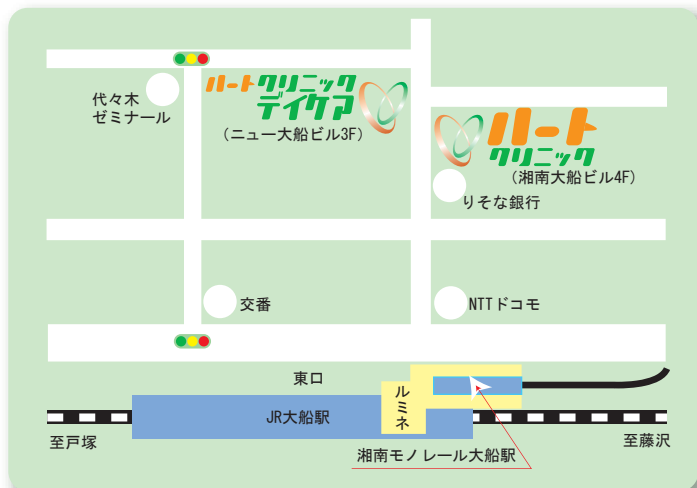 代々木
ゼミナール
ハートクリニック
デイケア
（ニュー大船ビル3F）
ハート
クリニック
（湘南大船ビル4F）
りそな銀行
交番
NTTドコモ
東口
ルミネ
JR大船駅
至戸塚
至藤沢
湘南モノレール大船駅